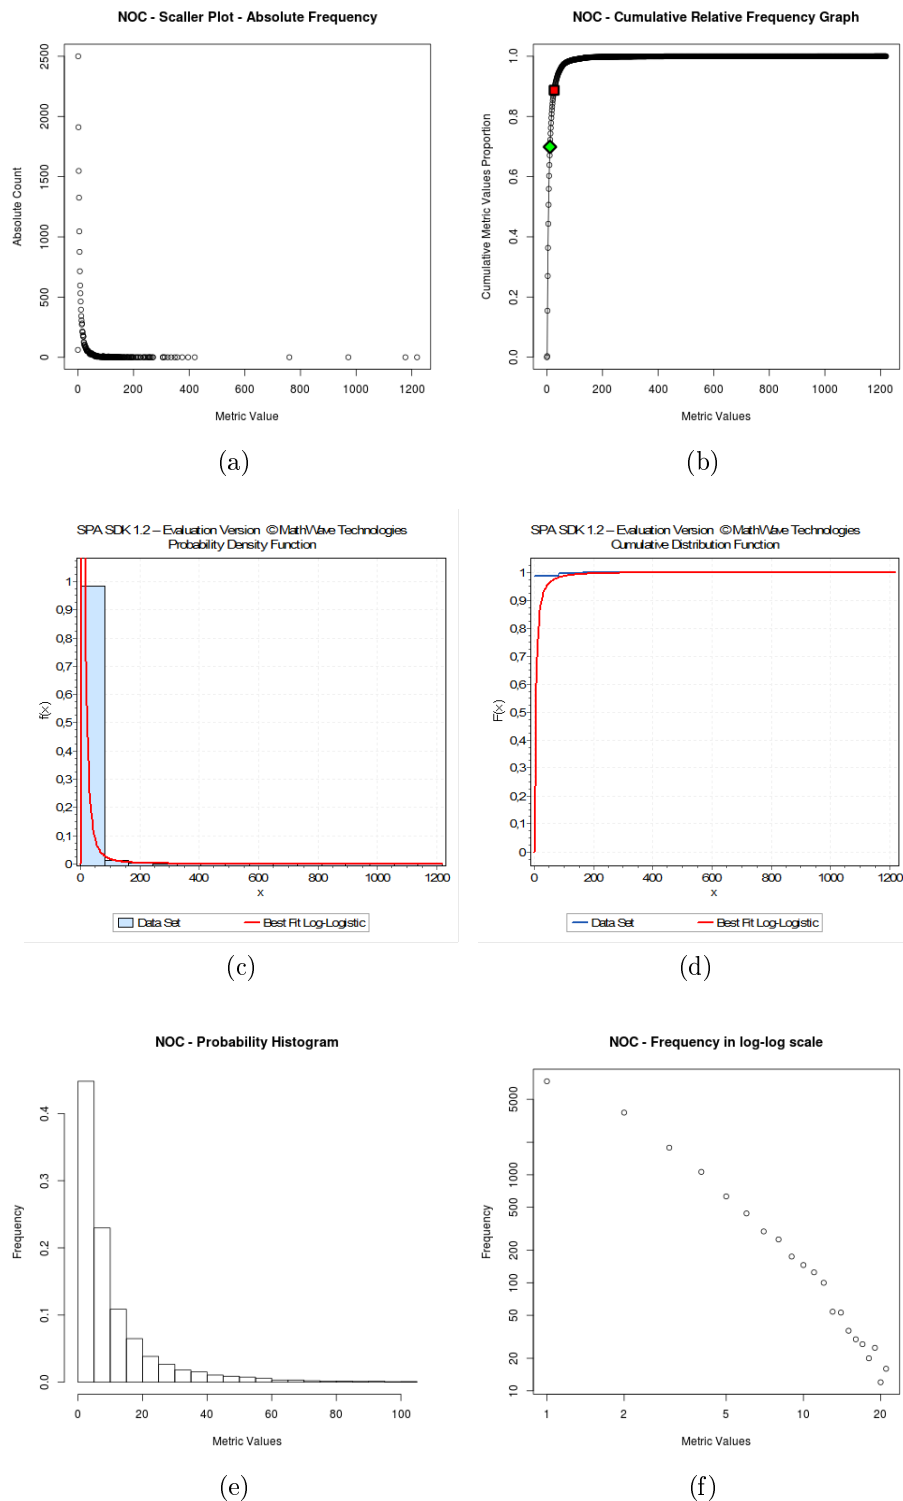 NOC - Scaller Plot - Absolute Frequency
Absolute Count
2500
2000
1500
1000
500
0
0 200 400 600 800 1000 1200
Metric Value
(a)
NOC - Cumulative Relative Frequency Graph
Cumulative Metric Values Proportion
1.0
0.8
0.6
0.4
0.2
0.0
0 200 400 600 800 1000 1200
Metric Values
(b)
SPA SDK 1.2 – Evaluation Version © MathWave Technologies
Probability Density Function
f(x)
1
0,9
0,8
0,7
0,6
0,5
0,4
0,3
0,2
0,1
0
0 200 400 600 800 1000 1200
x
Data Set Best Fit Log-Logistic
(c)
SPA SDK 1.2 – Evaluation Version © MathWave Technologies
Cumulative Distribution Function
F(x)
1
0,9
0,8
0,7
0,6
0,5
0,4
0,3
0,2
0,1
0
0 200 400 600 800 1000 1200
x
Data Set Best Fit Log-Logistic
(d)
NOC - Probability Histogram
Frequency
0.4
0.3
0.2
0.1
0.0
0 20 40 60 80 100
Metric Values
(e)
NOC - Frequency in log-log scale
Frequency
5000
1000
500
200
100
50
20
10
1 2 5 10 20
Metric Values
(f)